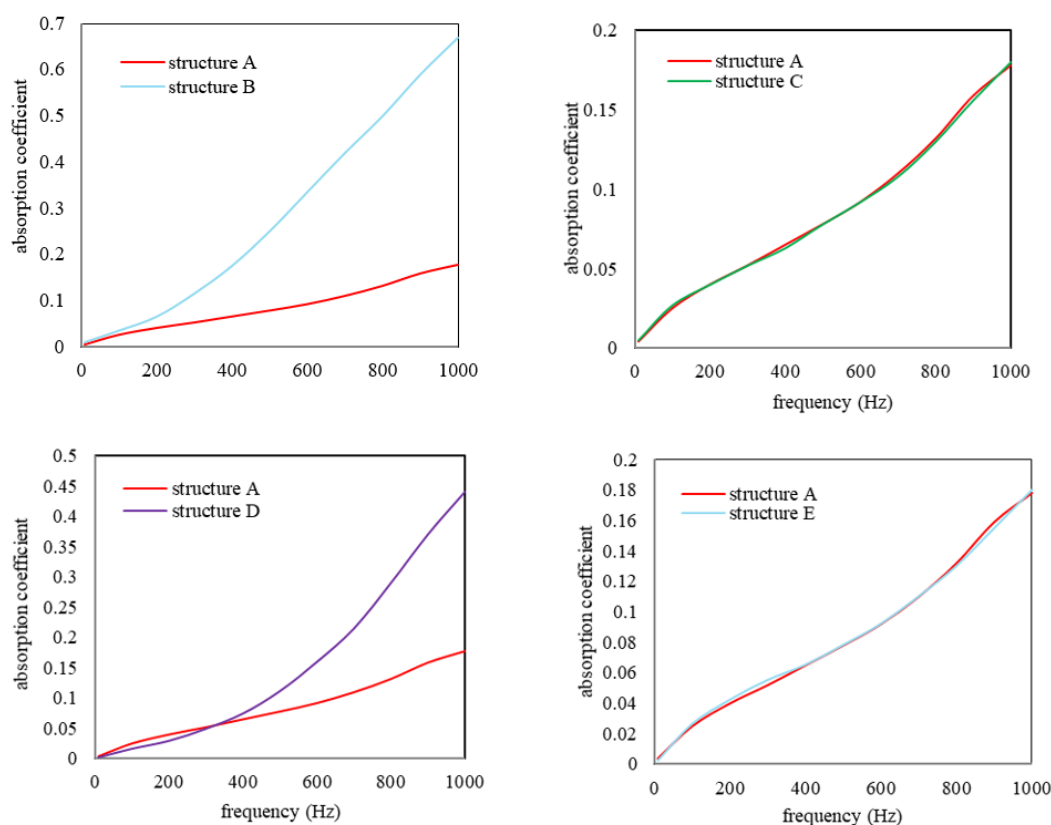 absorption coefficient
0.7
0.6
0.5
0.4
0.3
0.2
0.1
0
structure A
structure B
0 200 400 600 800 1000
absorption coefficient
0.2
0.15
0.1
0.05
0
structure A
structure C
0 200 400 600 800 1000
frequency (Hz)
absorption coefficient
0.5
0.45
0.4
0.35
0.3
0.25
0.2
0.15
0.1
0.05
0
structure A
structure D
0 200 400 600 800 1000
frequency (Hz)
absorption coefficient
0.2
0.18
0.16
0.14
0.12
0.1
0.08
0.06
0.04
0.02
0
structure A
structure E
0 200 400 600 800 1000
frequency (Hz)